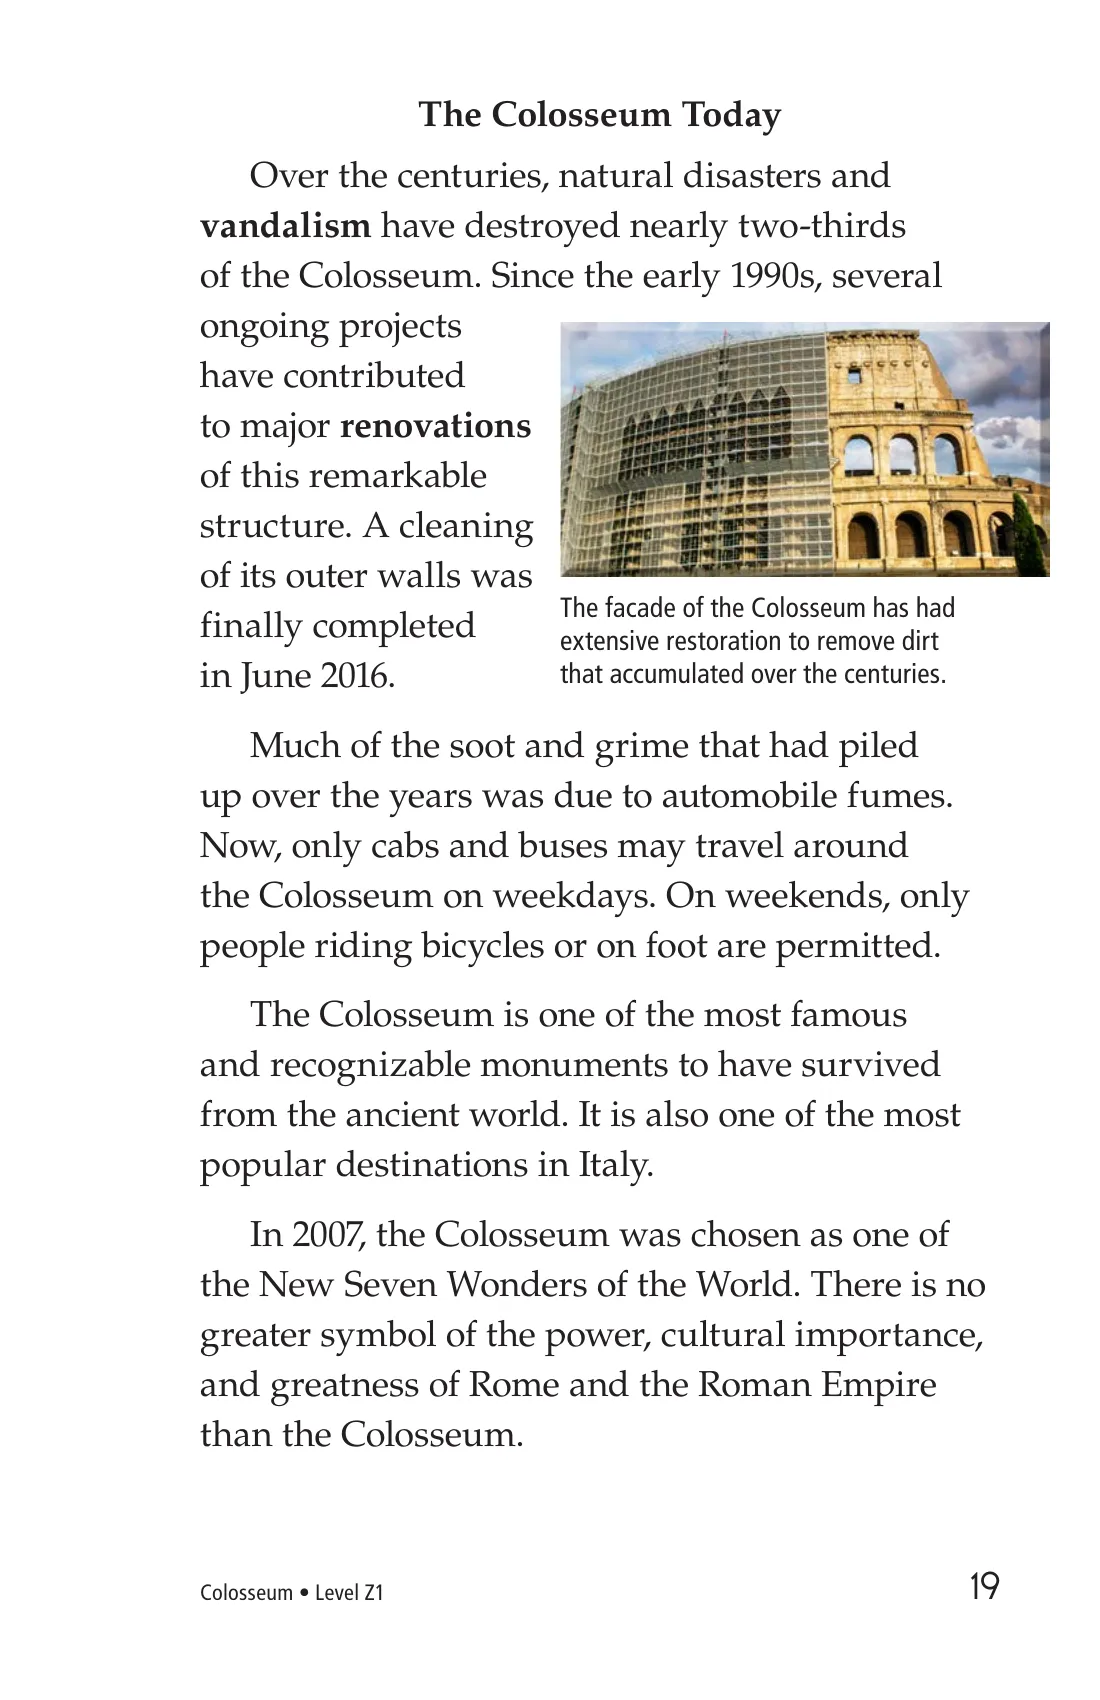 The Colosseum Today
Over the centuries, natural disasters and
vandalism have destroyed nearly two-thirds
of the Colosseum. Since the early 1990s, several
ongoing projects
have contributed
to major renovations
of this remarkable
structure. A cleaning
of its outer walls was
finally completed
in June 2016.
The facade of the Colosseum has had
extensive restoration to remove dirt
that accumulated over the centuries.
Much of the soot and grime that had piled
up over the years was due to automobile fumes.
Now, only cabs and buses may travel around
the Colosseum on weekdays. On weekends, only
people riding bicycles or on foot are permitted.
The Colosseum is one of the most famous
and recognizable monuments to have survived
from the ancient world. It is also one of the most
popular destinations in Italy.
In 2007, the Colosseum was chosen as one of
the New Seven Wonders of the World. There is no
greater symbol of the power, cultural importance,
and greatness of Rome and the Roman Empire
than the Colosseum.
Colosseum • Level Z1
19